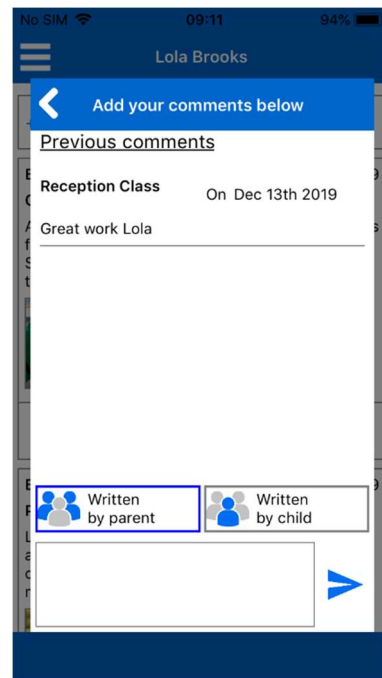 No SIM 09:11 94%
Lola Brooks
Add your comments below
Previous comments
Reception Class On Dec 13th 2019
Great work Lola
Written
by parent
Written
by child